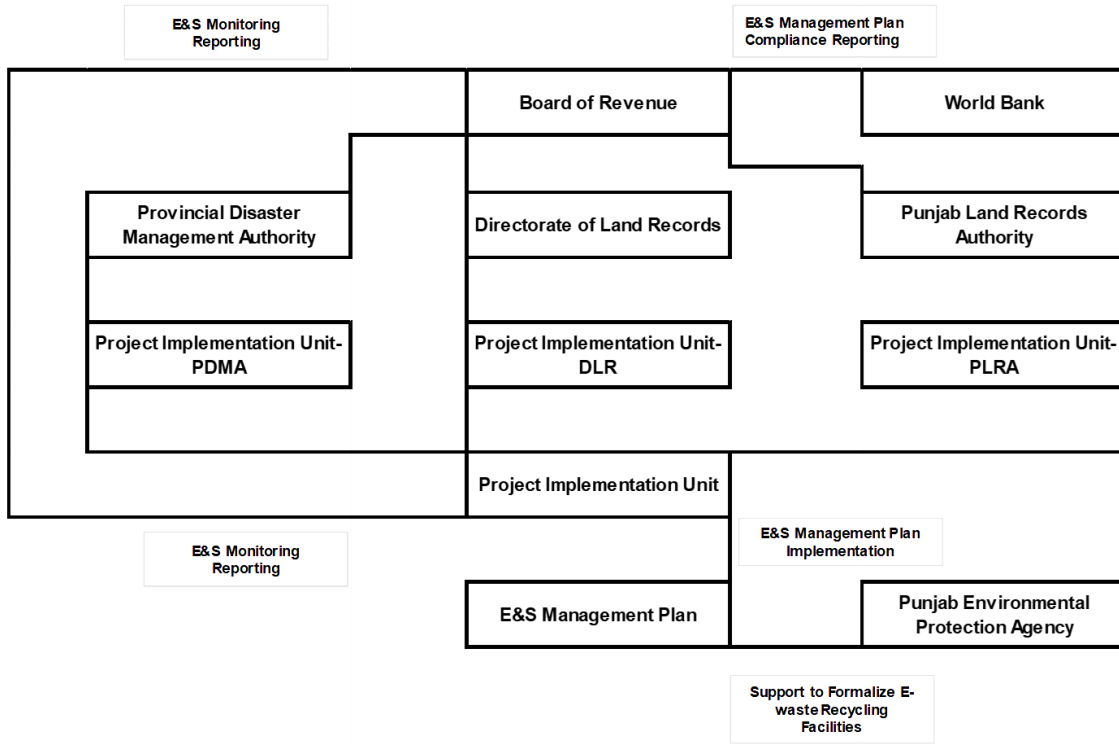 E&S Monitoring
Reporting
E&S Management Plan
Compliance Reporting
Board of Revenue
World Bank
Provincial Disaster
Management Authority
Directorate of Land Records
Punjab Land Records
Authority
Project Implementation Unit-
PDMA
Project Implementation Unit-
DLR
Project Implementation Unit-
PLRA
Project Implementation Unit
E&S Monitoring
Reporting
E&S Management Plan
Implementation
E&S Management Plan
Punjab Environmental
Protection Agency
Support to Formalize E-
waste Recycling
Facilities